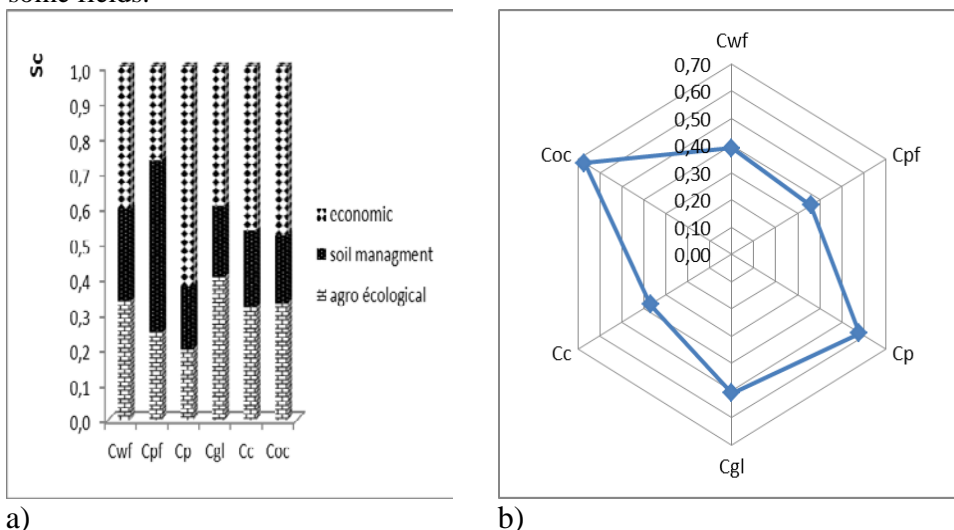 some fields.
Sc
1,0
0,9
0,8
0,7
0,6
0,5
0,4
0,3
0,2
0,1
0,0
Cwf Cpf Cp Cgl Cc Coc
economic
soil managment
agro écological
a)
Cwf
0,70
0,60
0,50
0,40
0,30
0,20
0,10
0,00
Cpf
Cp
Cgl
Cc
Coc
b)